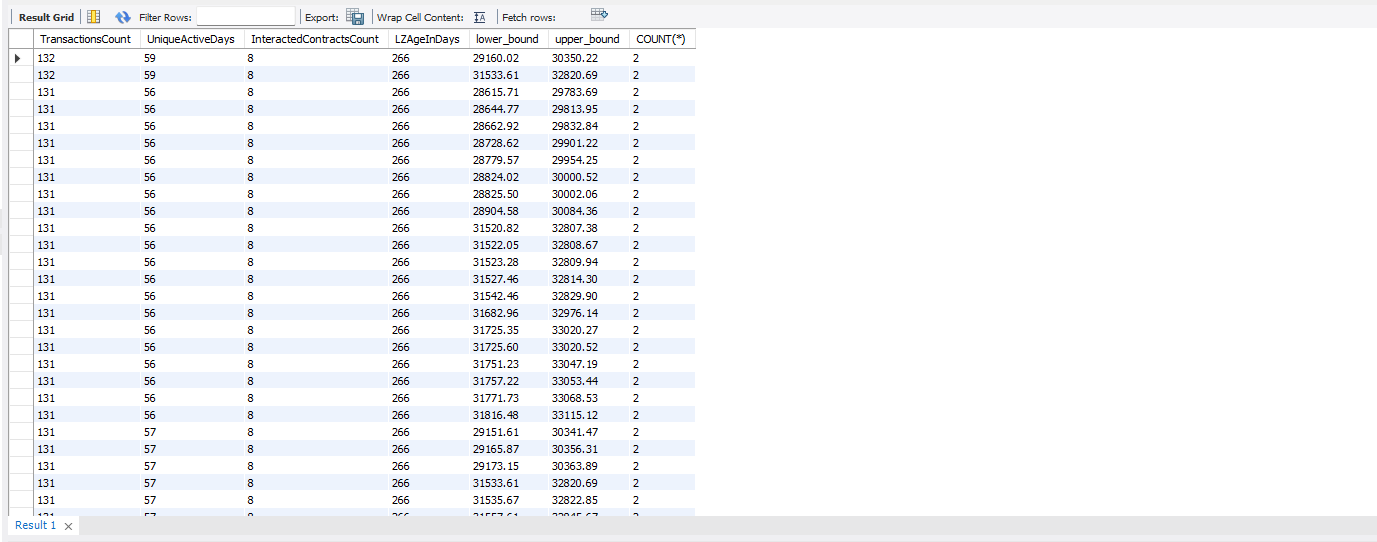 Result Grid Filter Rows: Export: Wrap Cell Content: Fetch rows:
TransactionsCount UniqueActiveDays InteractedContractsCount LZAgeInDays lower_bound upper_bound COUNT(*)
132 59 8 266 29160.02 30350.22 2
132 59 8 266 31533.61 32820.69 2
131 56 8 266 28615.71 29783.69 2
131 56 8 266 28644.77 29813.95 2
131 56 8 266 28662.92 29832.84 2
131 56 8 266 28728.62 29901.22 2
131 56 8 266 28779.57 29954.25 2
131 56 8 266 28824.02 30000.52 2
131 56 8 266 28825.50 30002.06 2
131 56 8 266 28904.58 30084.36 2
131 56 8 266 31520.82 32807.38 2
131 56 8 266 31522.05 32808.67 2
131 56 8 266 31523.28 32809.94 2
131 56 8 266 31527.46 32814.30 2
131 56 8 266 31542.46 32829.90 2
131 56 8 266 31682.96 32976.14 2
131 56 8 266 31725.35 33020.27 2
131 56 8 266 31725.60 33020.52 2
131 56 8 266 31751.23 33047.19 2
131 56 8 266 31757.22 33053.44 2
131 56 8 266 31771.73 33068.53 2
131 56 8 266 31816.48 33115.12 2
131 57 8 266 29151.61 30341.47 2
131 57 8 266 29165.87 30356.31 2
131 57 8 266 29173.15 30363.89 2
131 57 8 266 31533.61 32820.69 2
131 57 8 266 31535.67 32822.85 2
Result 1